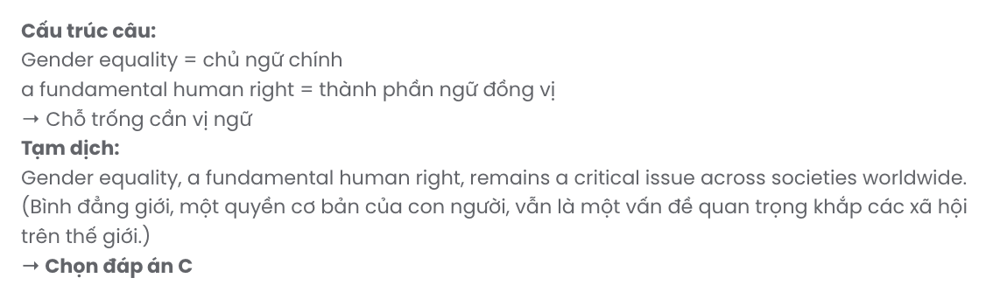 Cấu trúc câu:
Gender equality = chủ ngữ chính
a fundamental human right = thành phần ngữ đồng vị
→ Chỗ trống cần vị ngữ
Tạm dịch:
Gender equality, a fundamental human right, remains a critical issue across societies worldwide.
(Bình đẳng giới, một quyền cơ bản của con người, vẫn là một vấn đề quan trọng khắp các xã hội
trên thế giới.)
→ Chọn đáp án C